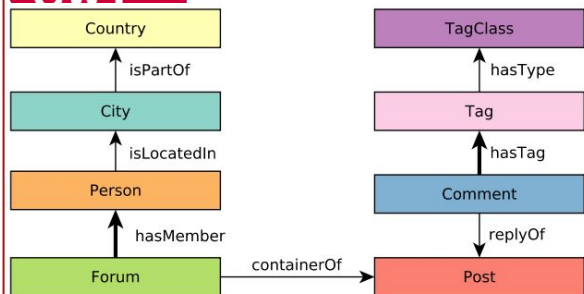 Country
TagClass
isPartOf
hasType
City
Tag
isLocatedIn
hasTag
Person
Comment
hasMember
replyOf
containerOf
Forum
Post